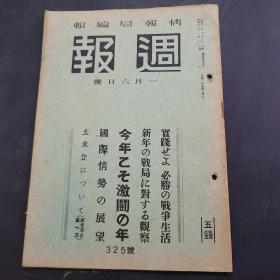 情報局編輯
週報
一月六日號
實踐せよ 必勝の戰爭生活
新年の戰局に對する觀察
今年こそ激鬪の年
國際情勢の展望
玄米食について
五錢
325號